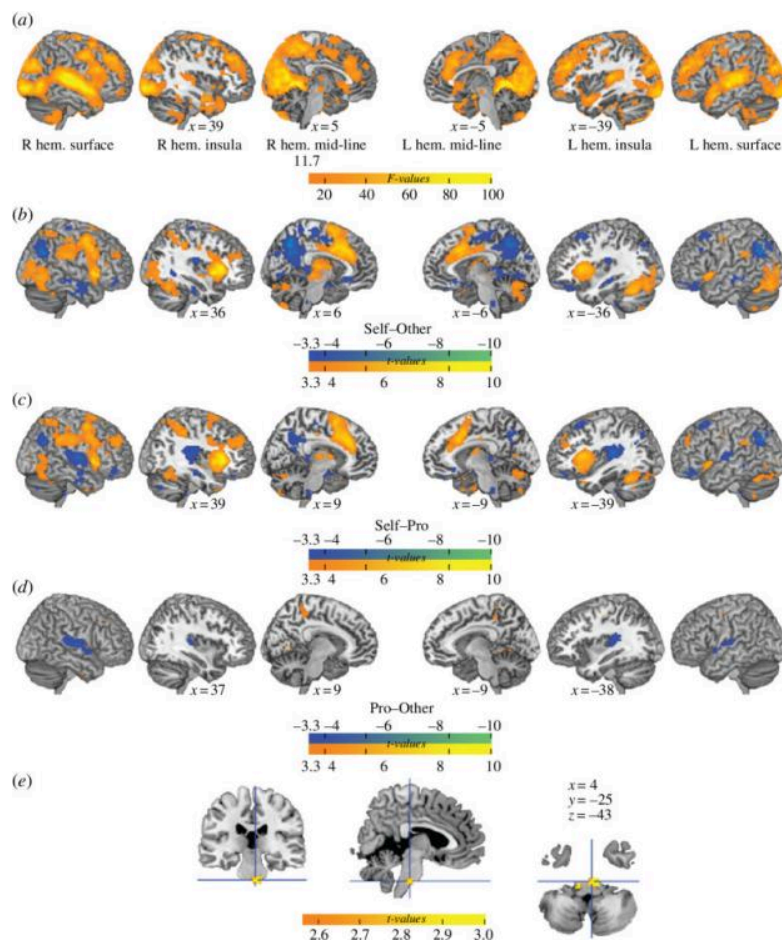 (a)
x = 39 x = 5 x = –5 x = –39
R hem. surface R hem. insula R hem. mid-line L hem. mid-line L hem. insula L hem. surface
11.7
F-values
20 40 60 80 100
(b)
x = 36 x = 6 x = –6 x = –36
Self–Other
–3.3 –4 –6 –8 –10
t-values
3.3 4 6 8 10
(c)
x = 39 x = 9 x = –9 x = –39
Self–Pro
–3.3 –4 –6 –8 –10
t-values
3.3 4 6 8 10
(d)
x = 37 x = 9 x = –9 x = –38
Pro–Other
–3.3 –4 –6 –8 –10
t-values
3.3 4 6 8 10
(e)
x = 4
y = –25
z = –43
t-values
2.6 2.7 2.8 2.9 3.0